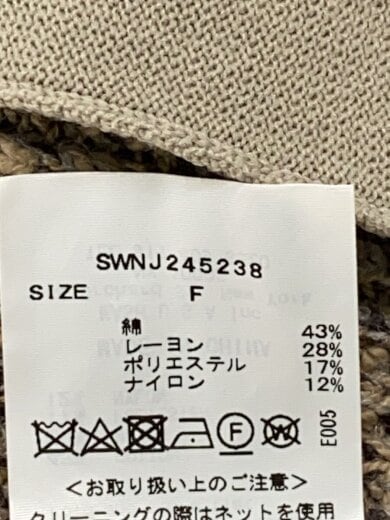 SWNJ245238
SIZE F
綿 43%
レーヨン 28%
ポリエステル 17%
ナイロン 12%
F W
E005
<お取り扱い上のご注意>
クリーニングの際はネットを使用